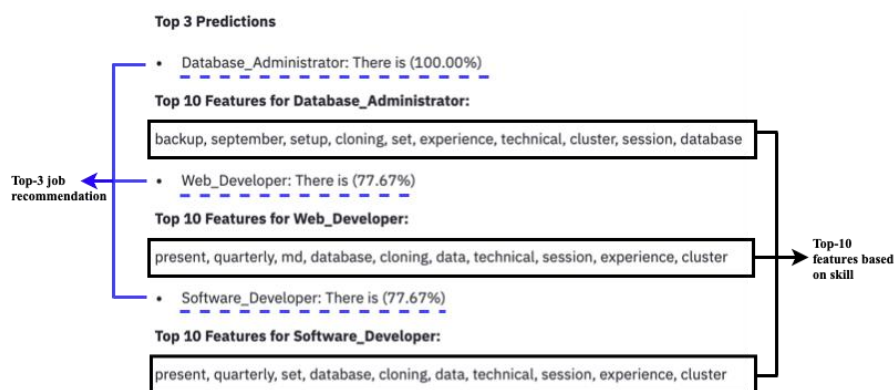 Top 3 Predictions
• Database_Administrator: There is (100.00%)
Top 10 Features for Database_Administrator:
backup, september, setup, cloning, set, experience, technical, cluster, session, database
• Web_Developer: There is (77.67%)
Top 10 Features for Web_Developer:
present, quarterly, md, database, cloning, data, technical, session, experience, cluster
• Software_Developer: There is (77.67%)
Top 10 Features for Software_Developer:
present, quarterly, set, database, cloning, data, technical, session, experience, cluster
Top-3 job
recommendation
Top-10
features based
on skill